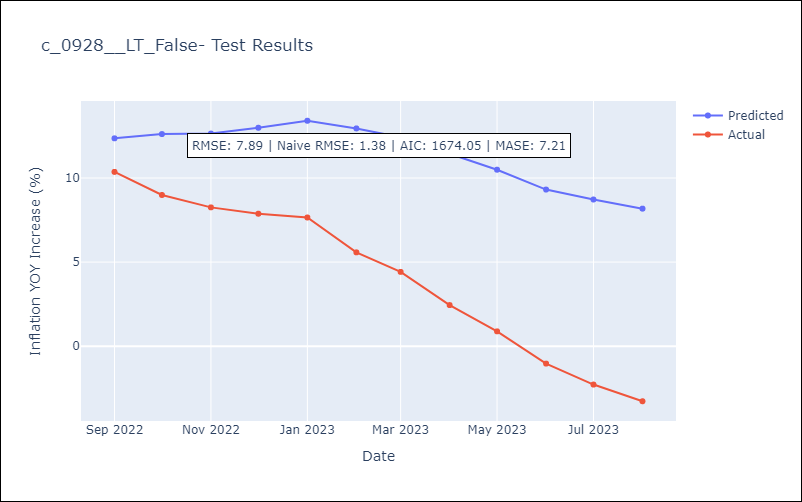 c_0928__LT_False- Test Results
Predicted
Actual
RMSE: 7.89 | Naive RMSE: 1.38 | AIC: 1674.05 | MASE: 7.21
Inflation YOY Increase (%)
10
5
0
Sep 2022
Nov 2022
Jan 2023
Mar 2023
May 2023
Jul 2023
Date